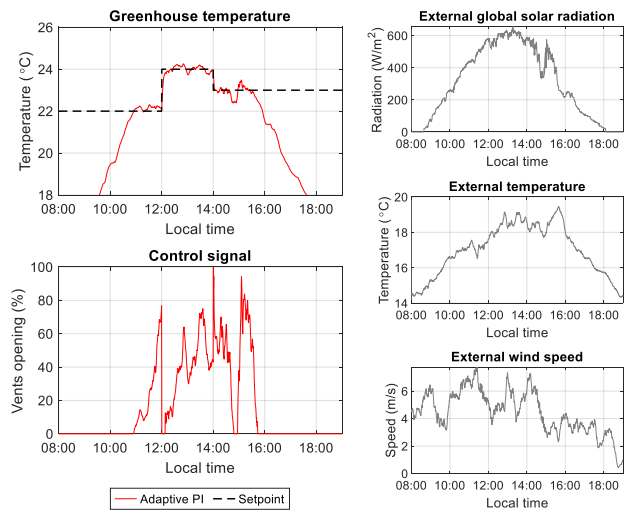 Greenhouse temperature
26
24
22
20
18
Temperature (°C)
08:00 10:00 12:00 14:00 16:00 18:00
Local time
Control signal
100
80
60
40
20
0
Vents opening (%)
08:00 10:00 12:00 14:00 16:00 18:00
Local time
Adaptive PI Setpoint
External global solar radiation
600
400
200
0
Radiation (W/m²)
08:00 10:00 12:00 14:00 16:00 18:00
Local time
External temperature
20
18
16
14
Temperature (°C)
08:00 10:00 12:00 14:00 16:00 18:00
Local time
External wind speed
6
4
2
0
Speed (m/s)
08:00 10:00 12:00 14:00 16:00 18:00
Local time